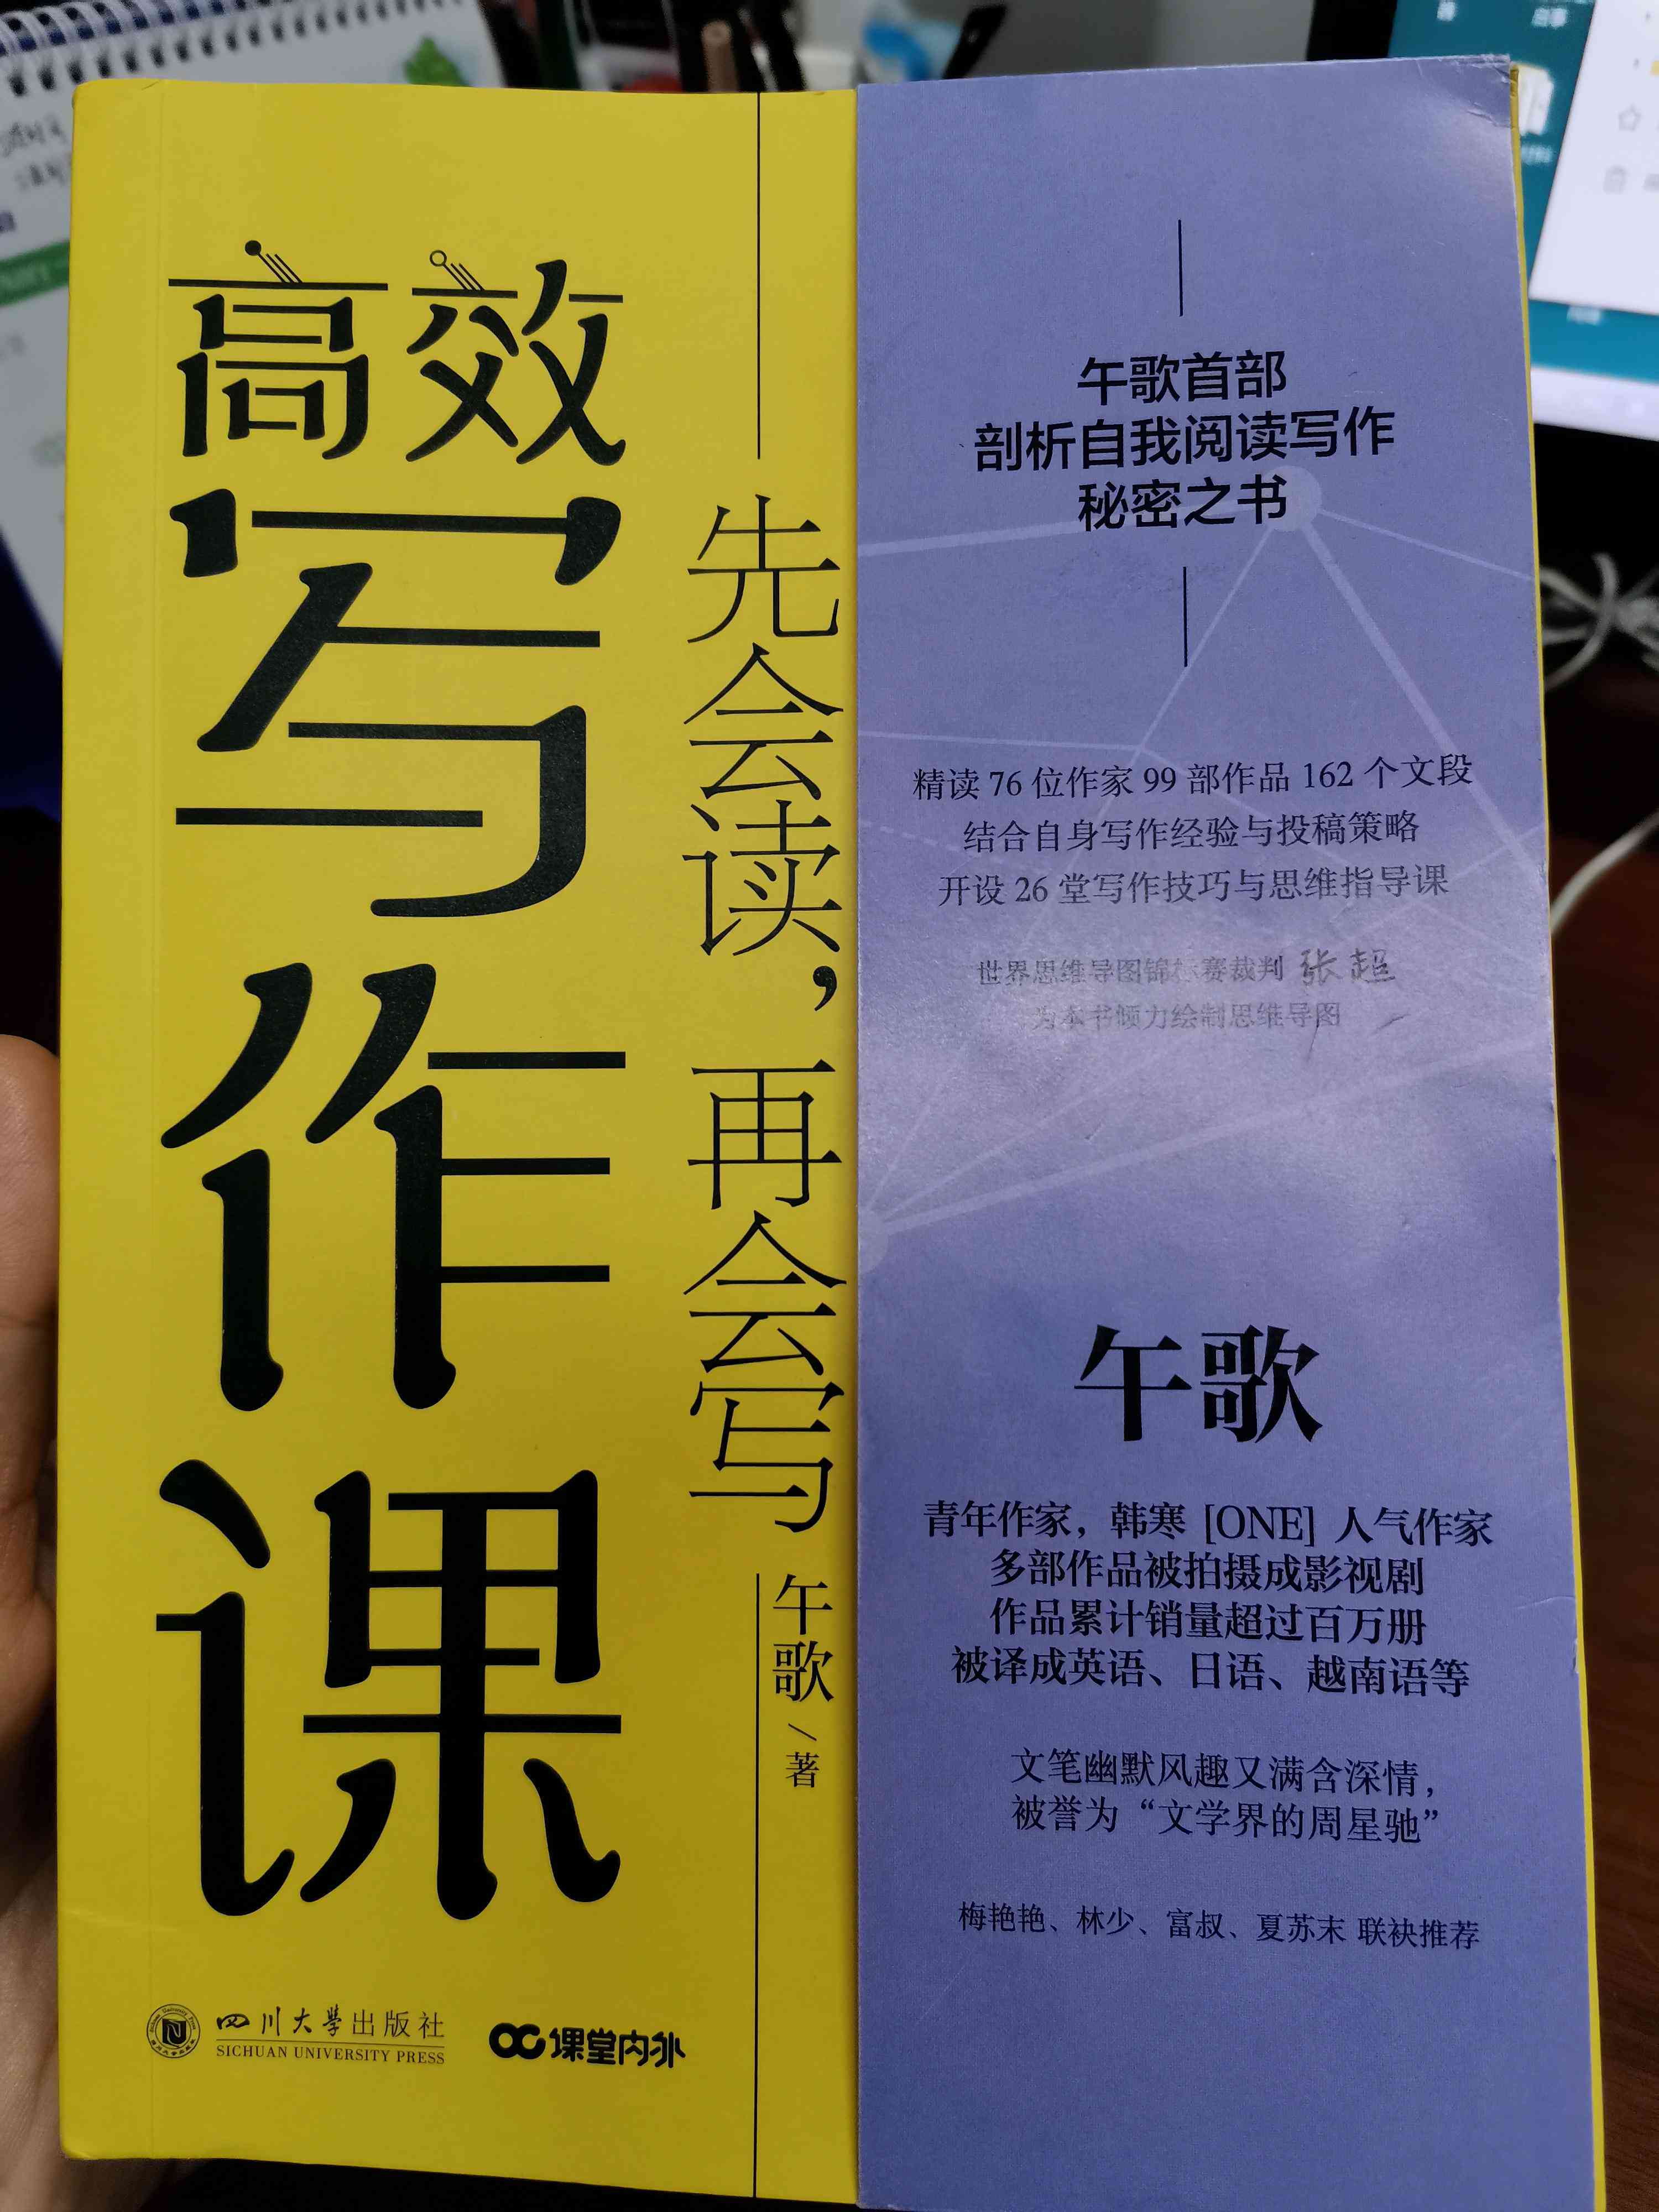 高效
写作课
先会读，再会写
午歌/著
四川大学出版社
SICHUAN UNIVERSITY PRESS
课堂内外
午歌首部
剖析自我阅读写作
秘密之书
精读 76 位作家 99 部作品 162 个文段
结合自身写作经验与投稿策略
开设 26 堂写作技巧与思维指导课
世界思维导图锦标赛裁判 张超
为本书倾力绘制思维导图
午歌
青年作家，韩寒 [ONE] 人气作家
多部作品被拍摄成影视剧
作品累计销量超过百万册
被译成英语、日语、越南语等
文笔幽默风趣又满含深情，
被誉为“文学界的周星驰”
梅艳艳、林少、富叔、夏苏末 联袂推荐